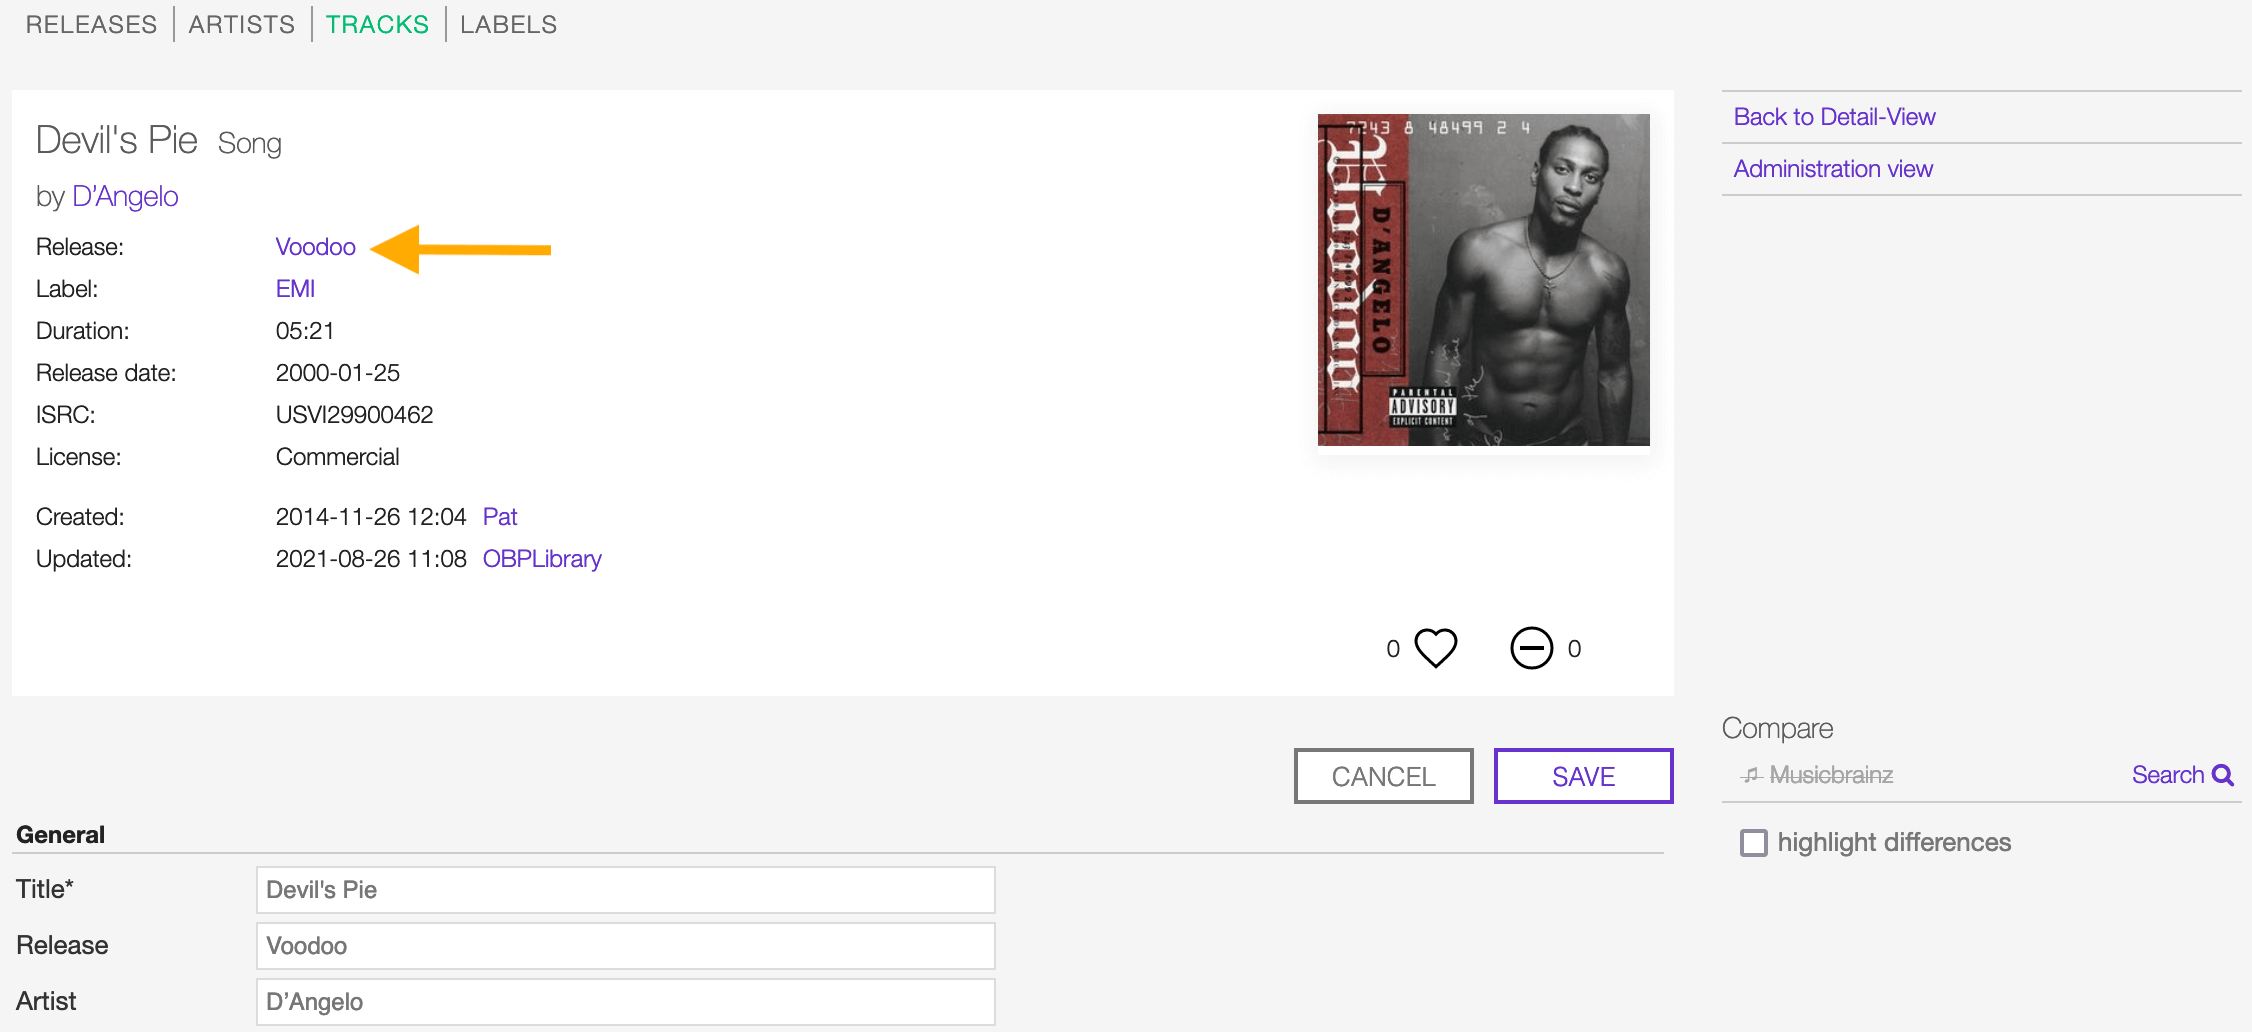 RELEASES ARTISTS TRACKS LABELS
Devil's Pie Song
by D'Angelo
Release: Voodoo
Label: EMI
Duration: 05:21
Release date: 2000-01-25
ISRC: USVI29900462
License: Commercial
Created: 2014-11-26 12:04 Pat
Updated: 2021-08-26 11:08 OBPLibrary
7243 8 48499 2 4
Voodoo
D'ANGELO
PARENTAL
ADVISORY
EXPLICIT CONTENT
0 0
Back to Detail-View
Administration view
CANCEL SAVE
Compare
Musicbrainz Search
highlight differences
General
Title* Devil's Pie
Release Voodoo
Artist D’Angelo